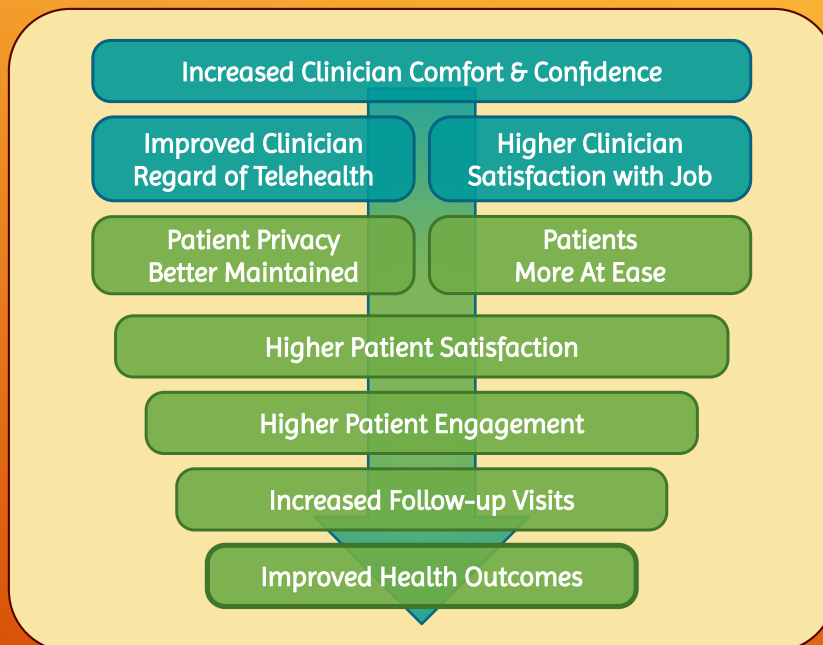 Increased Clinician Comfort & Confidence
Improved Clinician
Regard of Telehealth
Higher Clinician
Satisfaction with Job
Patient Privacy
Better Maintained
Patients
More At Ease
Higher Patient Satisfaction
Higher Patient Engagement
Increased Follow-up Visits
Improved Health Outcomes